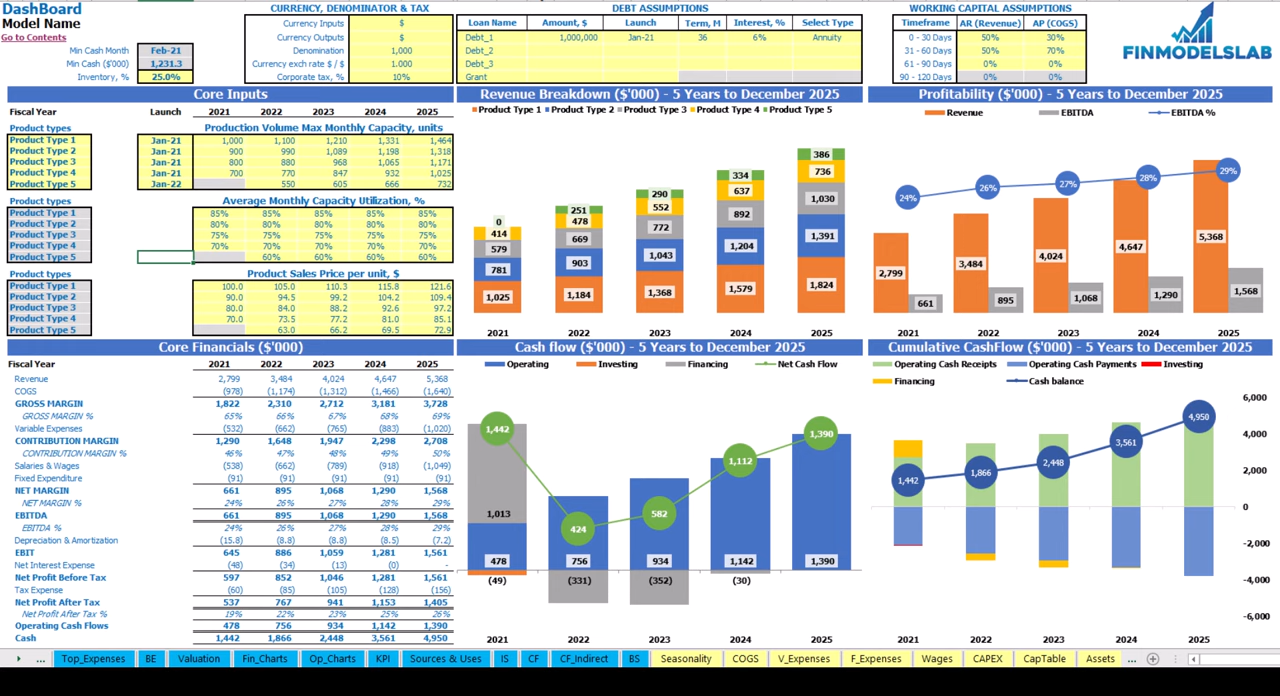 DashBoard
Model Name
Go to Contents
Min Cash Month Feb-21
Min Cash ($'000) 1,231.3
Inventory, % 25.0%
CURRENCY, DENOMINATOR & TAX
Currency Inputs $
Currency Outputs $
Denomination 1,000
Currency exch rate $ / $ 1.000
Corporate tax, % 10%
DEBT ASSUMPTIONS
Loan Name Amount, $ Launch Term, M Interest, % Select Type
Debt_1 1,000,000 Jan-21 36 6% Annuity
Debt_2
Debt_3
Grant
WORKING CAPITAL ASSUMPTIONS
Timeframe AR (Revenue) AP (COGS)
0 - 30 Days 50% 30%
31 - 60 Days 50% 70%
61 - 90 Days 0% 0%
90 - 120 Days 0% 0%
FINMODELSLAB
Core Inputs
Fiscal Year Launch 2021 2022 2023 2024 2025
Product types Production Volume Max Monthly Capacity, units
Product Type 1 Jan-21 1,000 1,100 1,210 1,331 1,464
Product Type 2 Jan-21 900 990 1,089 1,198 1,318
Product Type 3 Jan-21 800 880 968 1,065 1,171
Product Type 4 Jan-21 700 770 847 932 1,025
Product Type 5 Jan-22 550 605 666 732
Product types Average Monthly Capacity Utilization, %
Product Type 1 85% 85% 85% 85% 85%
Product Type 2 80% 80% 80% 80% 80%
Product Type 3 75% 75% 75% 75% 75%
Product Type 4 70% 70% 70% 70% 70%
Product Type 5 60% 60% 60% 60%
Product types Product Sales Price per unit, $
Product Type 1 100.0 105.0 110.3 115.8 121.6
Product Type 2 90.0 94.5 99.2 104.2 109.4
Product Type 3 80.0 84.0 88.2 92.6 97.2
Product Type 4 70.0 73.5 77.2 81.0 85.1
Product Type 5 63.0 66.2 69.5 72.9
Revenue Breakdown ($'000) - 5 Years to December 2025
Product Type 1 Product Type 2 Product Type 3 Product Type 4 Product Type 5
0 251 290 334 386
414 478 552 637 736
579 669 772 892 1,030
781 903 1,043 1,204 1,391
1,025 1,184 1,368 1,579 1,824
2021 2022 2023 2024 2025
Profitability ($'000) - 5 Years to December 2025
Revenue EBITDA EBITDA %
24% 26% 27% 28% 29%
2,799 3,484 4,024 4,647 5,368
661 895 1,068 1,290 1,568
2021 2022 2023 2024 2025
Core Financials ($'000)
Fiscal Year 2021 2022 2023 2024 2025
Revenue 2,799 3,484 4,024 4,647 5,368
COGS (978) (1,174) (1,312) (1,466) (1,640)
GROSS MARGIN 1,822 2,310 2,712 3,181 3,728
GROSS MARGIN % 65% 66% 67% 68% 69%
Variable Expenses (532) (662) (765) (883) (1,020)
CONTRIBUTION MARGIN 1,290 1,648 1,947 2,298 2,708
CONTRIBUTION MARGIN % 46% 47% 48% 49% 50%
Salaries & Wages (538) (662) (789) (918) (1,049)
Fixed Expenditure (91) (91) (91) (91) (91)
NET MARGIN 661 895 1,068 1,290 1,568
NET MARGIN % 24% 26% 27% 28% 29%
EBITDA 661 895 1,068 1,290 1,568
EBITDA % 24% 26% 27% 28% 29%
Depreciation & Amortization (15.8) (8.8) (8.8) (8.5) (7.2)
EBIT 645 886 1,059 1,281 1,561
Net Interest Expense (48) (34) (13) (0) -
Net Profit Before Tax 597 852 1,046 1,281 1,561
Tax Expense (60) (85) (105) (128) (156)
Net Profit After Tax 537 767 941 1,153 1,405
Net Profit After Tax % 19% 22% 23% 25% 26%
Operating Cash Flows 478 756 934 1,142 1,390
Cash 1,442 1,866 2,448 3,561 4,950
Cash flow ($'000) - 5 Years to December 2025
Operating Investing Financing Net Cash Flow
1,442 424 582 1,112 1,390
1,013
478 756 934 1,142 1,390
(49) (331) (352) (30)
2021 2022 2023 2024 2025
Cumulative CashFlow ($'000) - 5 Years to December 2025
Operating Cash Receipts Operating Cash Payments Investing
Financing Cash balance
6,000
4,000
2,000
0
-2,000
-4,000
-6,000
1,442 1,866 2,448 3,561 4,950
2021 2022 2023 2024 2025
... Top_Expenses BE Valuation Fin_Charts Op_Charts KPI Sources & Uses IS CF CF_Indirect BS Seasonality COGS V_Expenses F_Expenses Wages CAPEX CapTable Assets ...